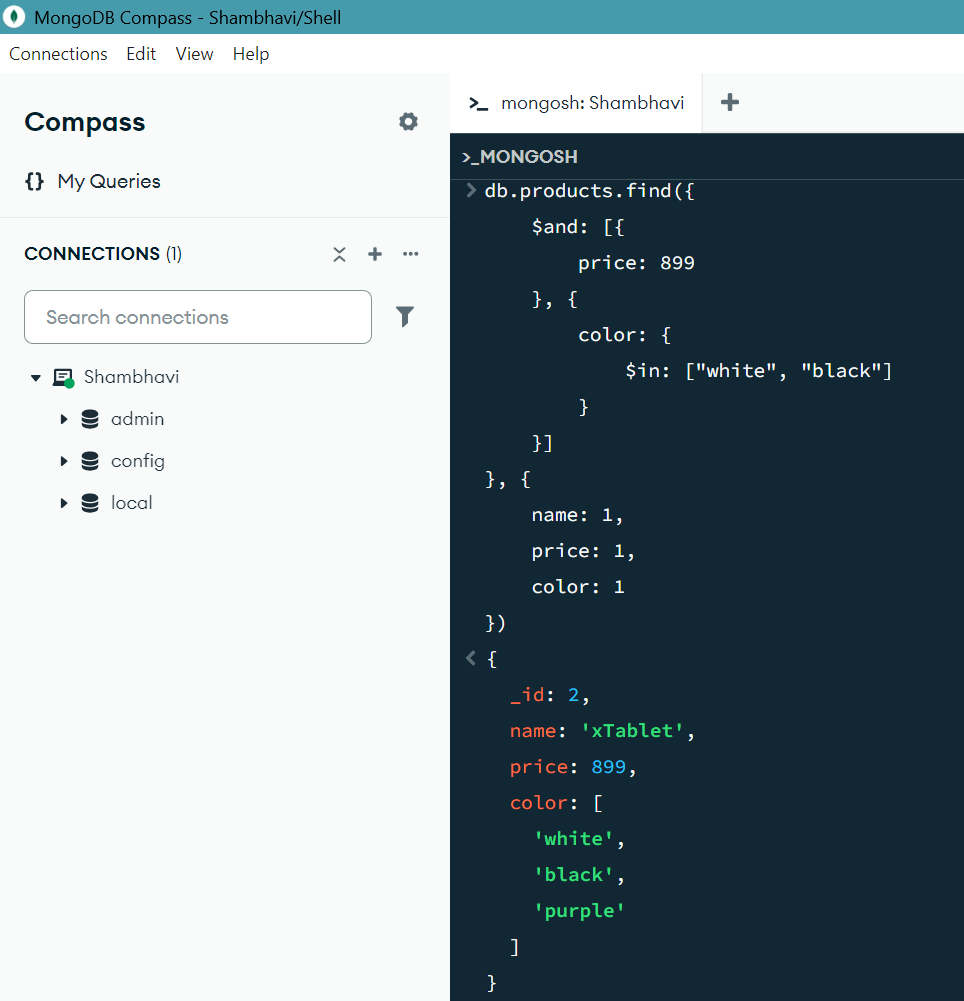 MongoDB Compass - Shambhavi/Shell
Connections Edit View Help
Compass
{} My Queries
CONNECTIONS (1)
Search connections
Shambhavi
admin
config
local
>_ mongosh: Shambhavi
>_MONGOSH
db.products.find({
$and: [{
price: 899
}, {
color: {
$in: ["white", "black"]
}
}]
}, {
name: 1,
price: 1,
color: 1
})
{
_id: 2,
name: 'xTablet',
price: 899,
color: [
'white',
'black',
'purple'
]
}